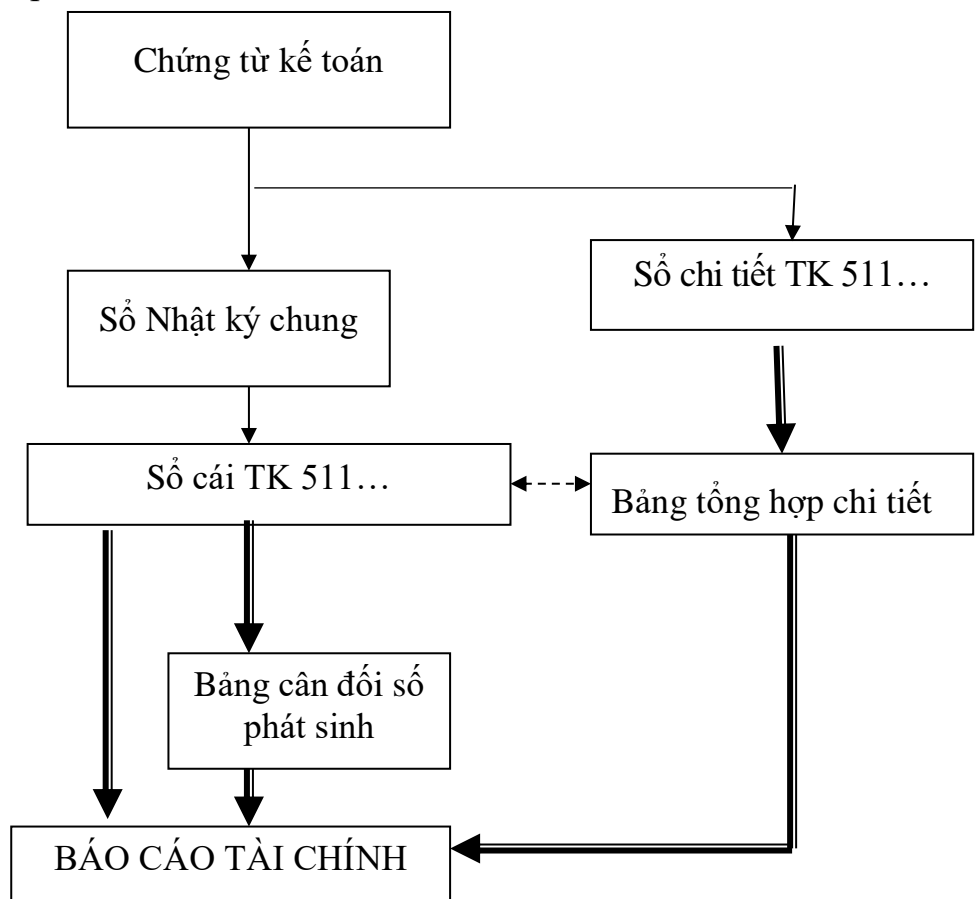 Chứng từ kế toán
Sổ chi tiết TK 511…
Sổ Nhật ký chung
Sổ cái TK 511…
Bảng tổng hợp chi tiết
Bảng cân đối số
phát sinh
BÁO CÁO TÀI CHÍNH